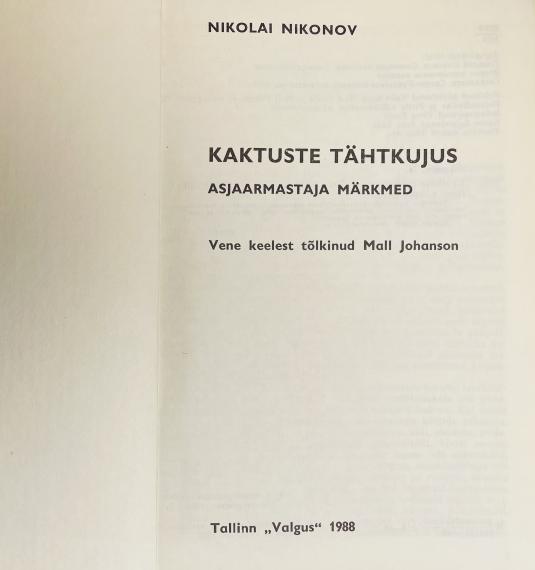 NIKOLAI NIKONOV
KAKTUSTE TÄHTKUJUS
ASJAARMASTAJA MÄRKMED
Vene keelest tõlkinud Mall Johanson
Tallinn „Valgus“ 1988